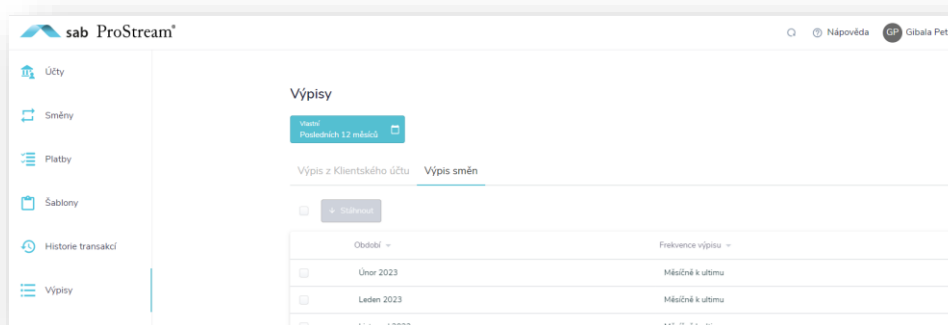 sab ProStream®
Nápověda
GP Gibala Pet
Účty
Směny
Platby
Šablony
Historie transakcí
Výpisy
Výpisy
Vlastní
Posledních 12 měsíců
Výpis z Klientského účtu Výpis směn
Stáhnout
Období Frekvence výpisu
Únor 2023 Měsíčně k ultimu
Leden 2023 Měsíčně k ultimu